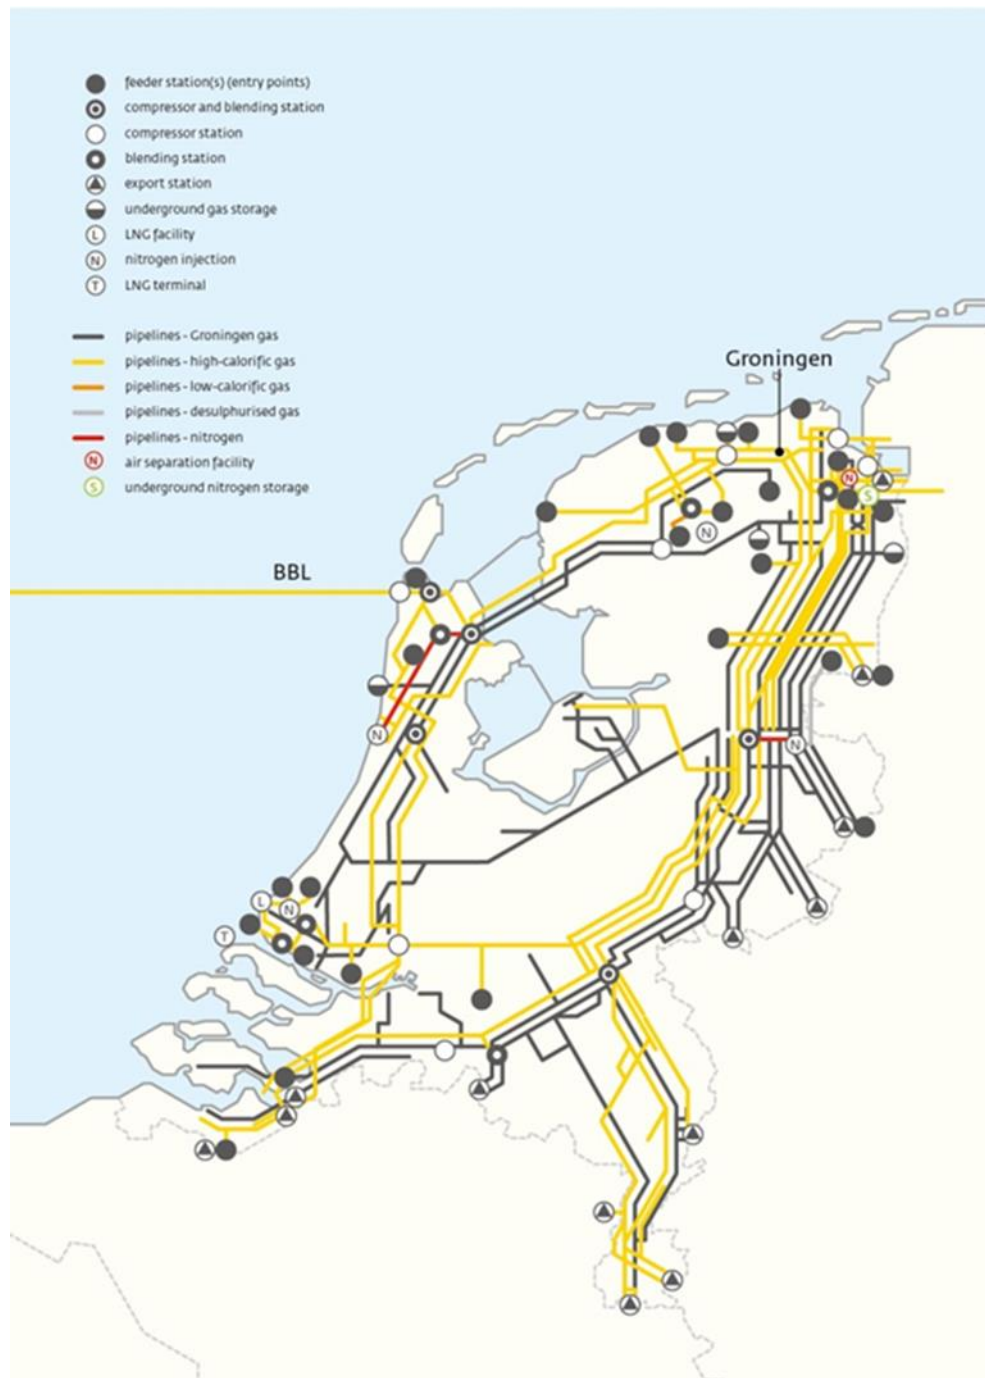 feeder station(s) (entry points)
compressor and blending station
compressor station
blending station
export station
underground gas storage
L LNG facility
N nitrogen injection
T LNG terminal
pipelines - Groningen gas
pipelines - high-calorific gas
pipelines - low-calorific gas
pipelines - desulphurised gas
pipelines - nitrogen
N air separation facility
S underground nitrogen storage
Groningen
N
S
N
BBL
N
N
L
N
T